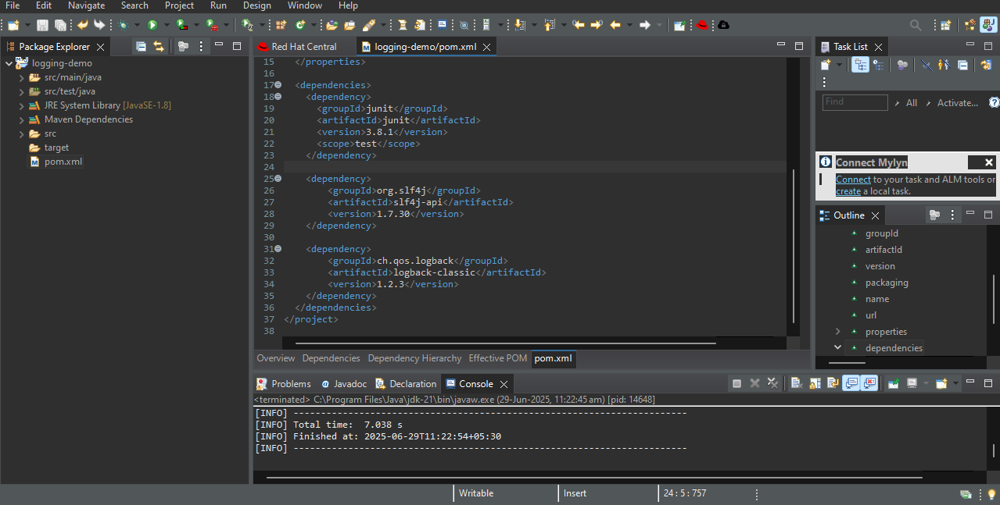 File Edit Navigate Search Project Run Design Window Help
Package Explorer
logging-demo
src/main/java
src/test/java
JRE System Library [JavaSE-1.8]
Maven Dependencies
src
target
pom.xml
Red Hat Central
logging-demo/pom.xml
15 </properties>
16
17 <dependencies>
18 <dependency>
19 <groupId>junit</groupId>
20 <artifactId>junit</artifactId>
21 <version>3.8.1</version>
22 <scope>test</scope>
23 </dependency>
24
25 <dependency>
26 <groupId>org.slf4j</groupId>
27 <artifactId>slf4j-api</artifactId>
28 <version>1.7.30</version>
29 </dependency>
30
31 <dependency>
32 <groupId>ch.qos.logback</groupId>
33 <artifactId>logback-classic</artifactId>
34 <version>1.2.3</version>
35 </dependency>
36 </dependencies>
37 </project>
38
Overview Dependencies Dependency Hierarchy Effective POM pom.xml
Task List
Find
All
Activate...
Connect Mylyn
Connect to your task and ALM tools or
create a local task.
Outline
groupId
artifactId
version
packaging
name
url
properties
dependencies
Problems Javadoc Declaration Console
<terminated> C:\Program Files\Java\jdk-21\bin\javaw.exe (29-Jun-2025, 11:22:45 am) [pid: 14648]
[INFO] ------------------------------------------------------------------------
[INFO] Total time:  7.038 s
[INFO] Finished at: 2025-06-29T11:22:54+05:30
[INFO] ------------------------------------------------------------------------
Writable
Insert
24 : 5 : 757